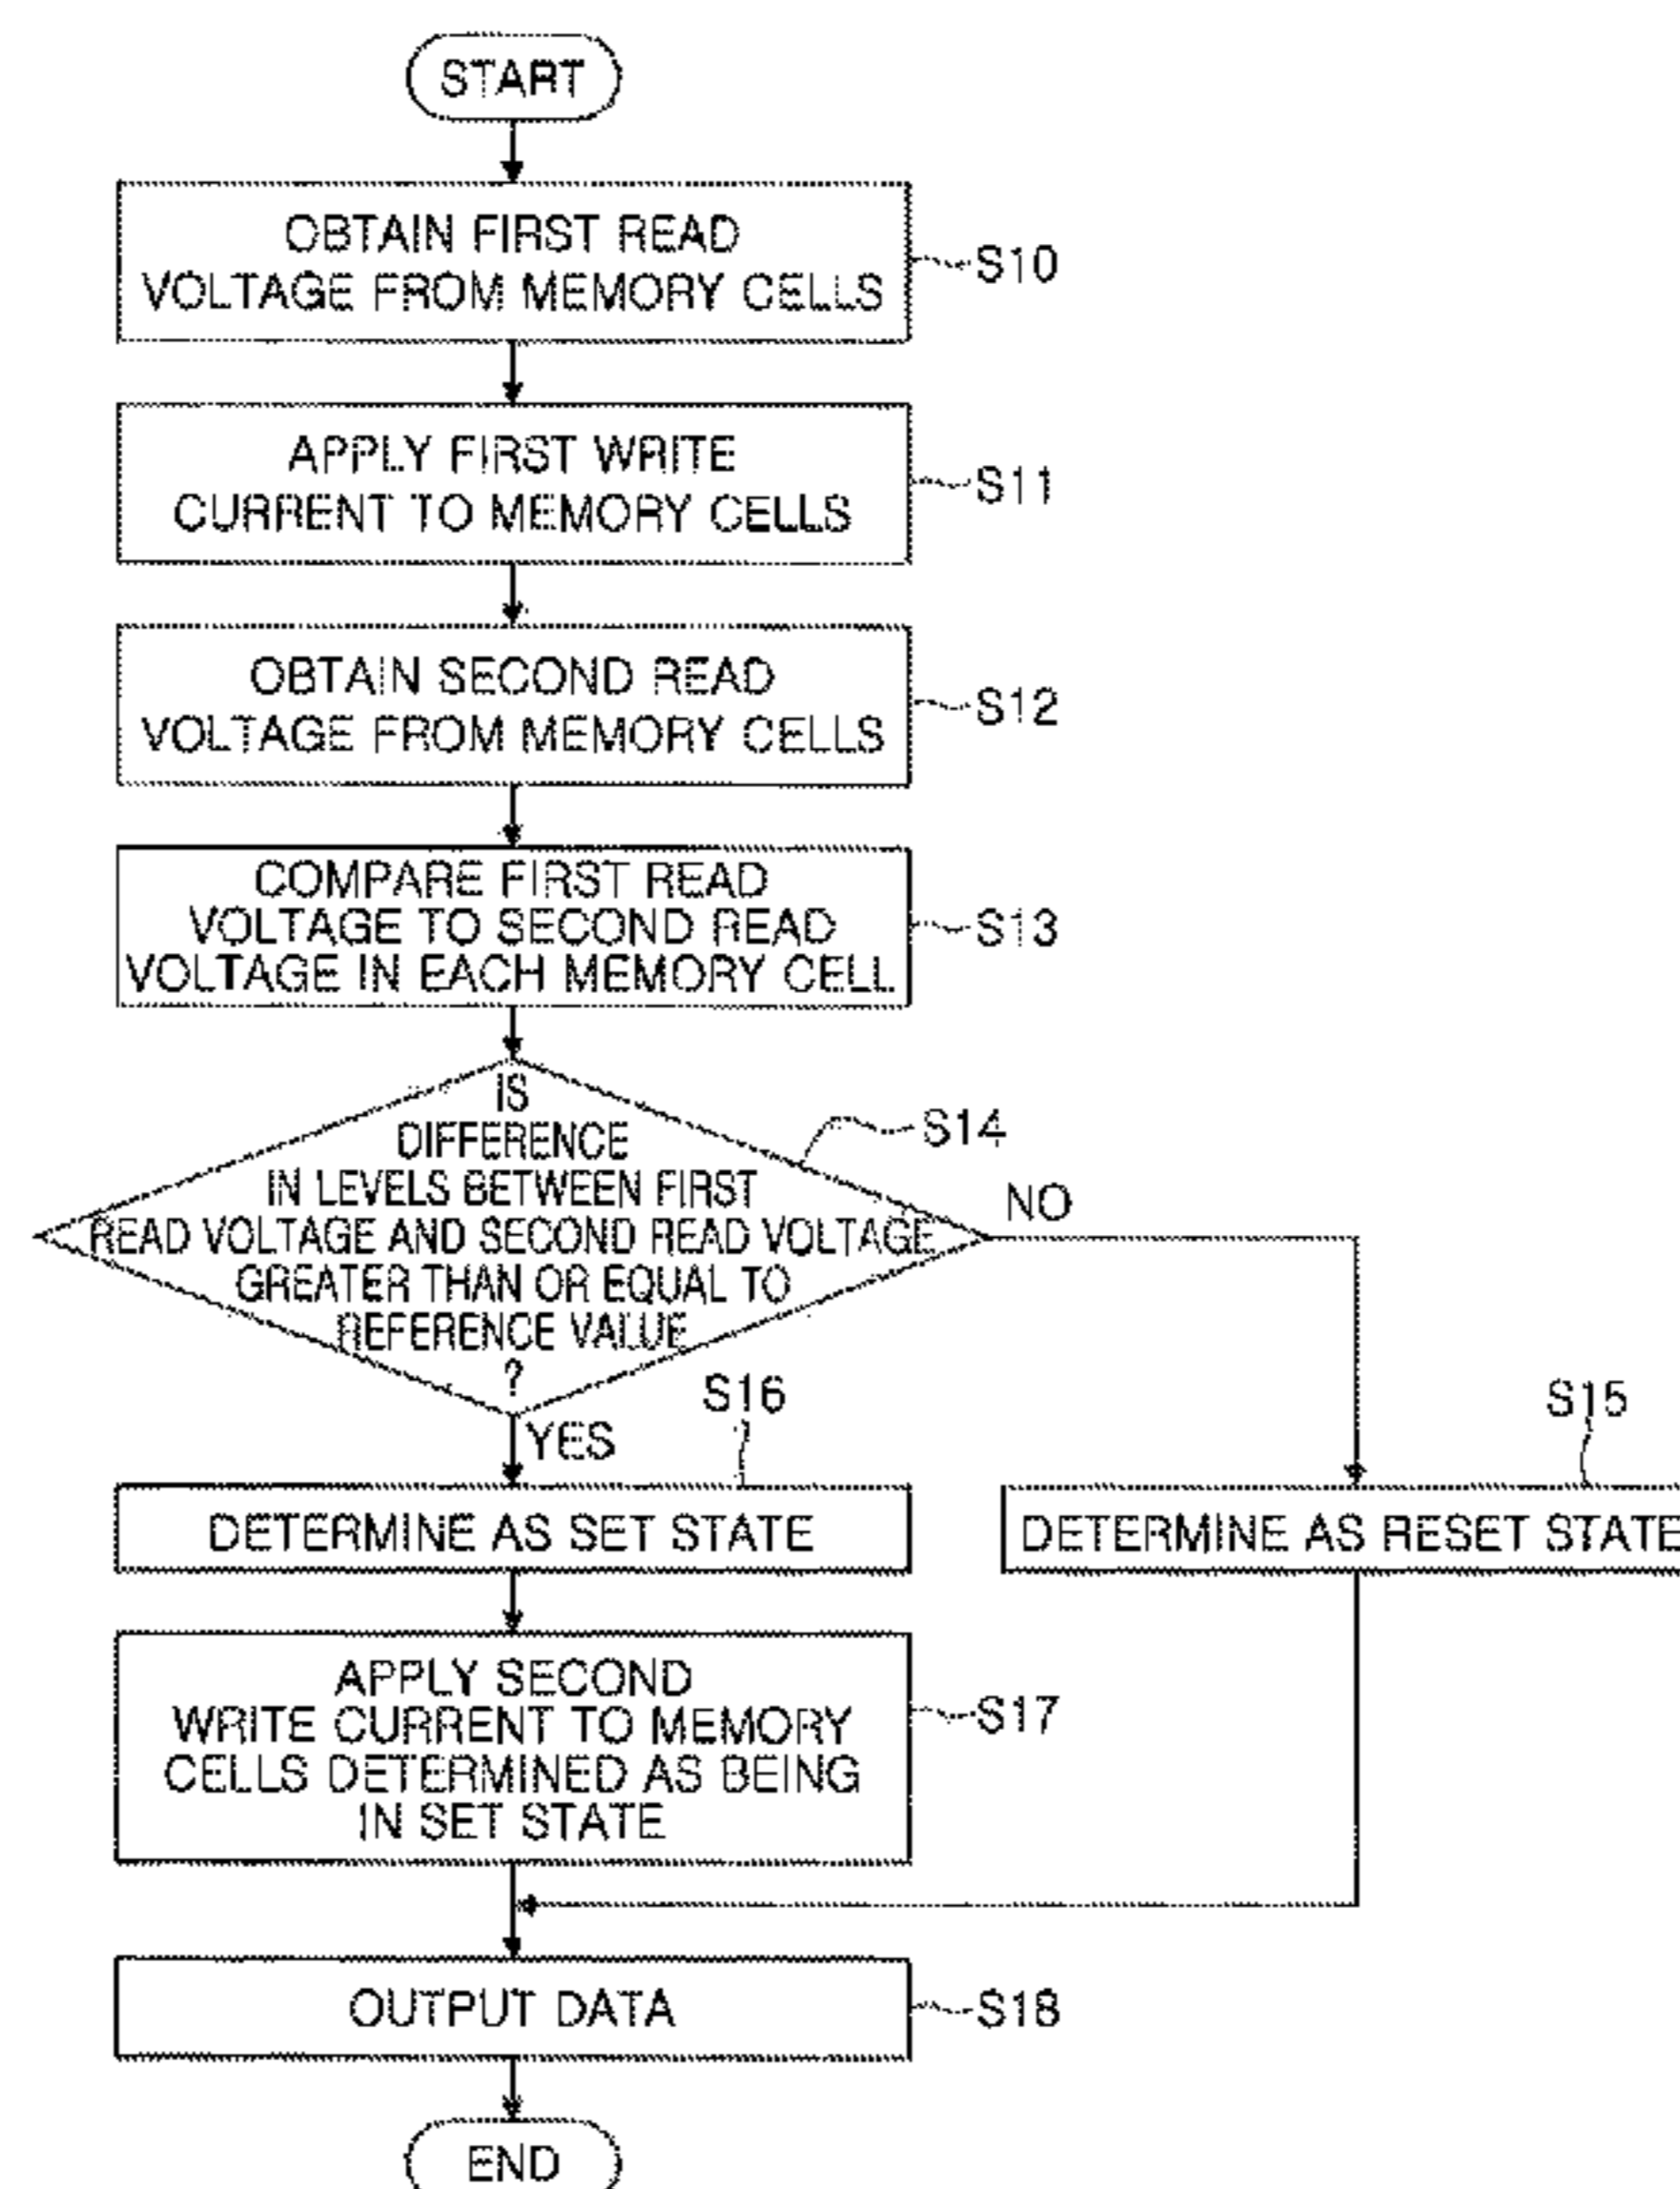 START
OBTAIN FIRST READ
VOLTAGE FROM MEMORY CELLS
S10
APPLY FIRST WRITE
CURRENT TO MEMORY CELLS
S11
OBTAIN SECOND READ
VOLTAGE FROM MEMORY CELLS
S12
COMPARE FIRST READ
VOLTAGE TO SECOND READ
VOLTAGE IN EACH MEMORY CELL
S13
IS
DIFFERENCE
IN LEVELS BETWEEN FIRST
READ VOLTAGE AND SECOND READ VOLTAGE
GREATER THAN OR EQUAL TO
REFERENCE VALUE
?
S14
NO
YES
S16
DETERMINE AS SET STATE
S15
DETERMINE AS RESET STATE
APPLY SECOND
WRITE CURRENT TO MEMORY
CELLS DETERMINED AS BEING
IN SET STATE
S17
OUTPUT DATA
S18
END